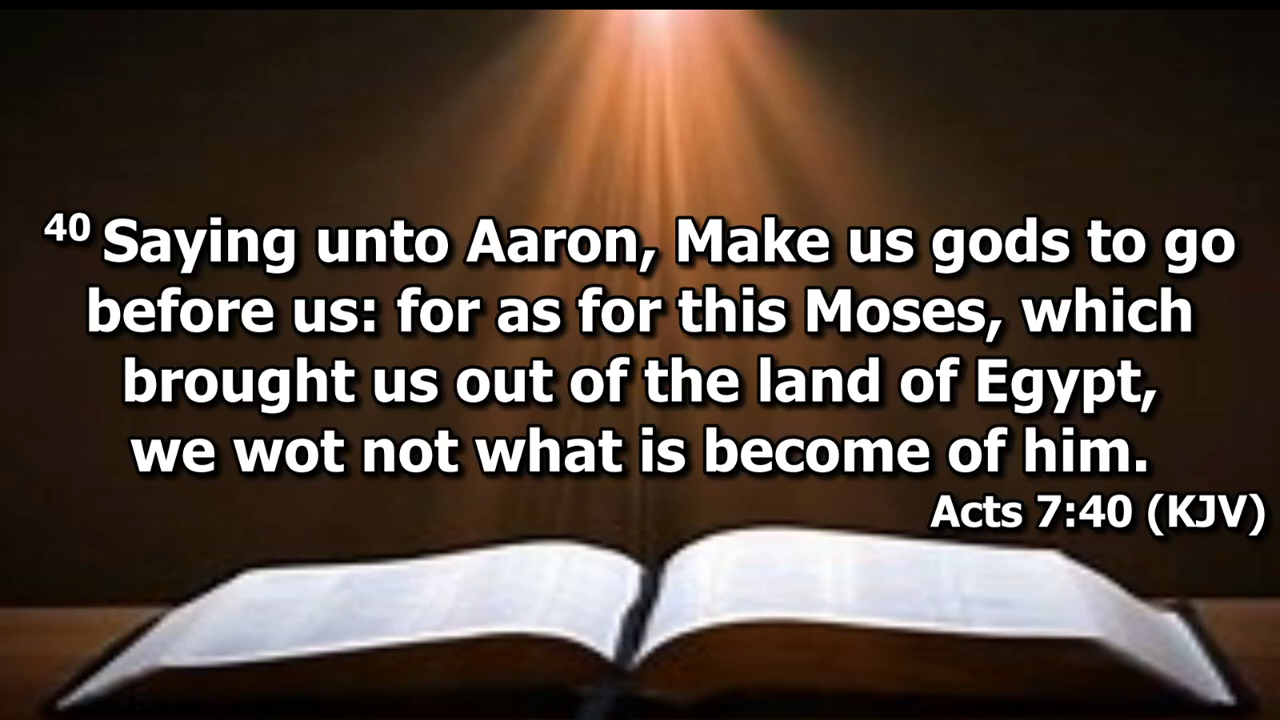 40 Saying unto Aaron, Make us gods to go
before us: for as for this Moses, which
brought us out of the land of Egypt,
we wot not what is become of him.
Acts 7:40 (KJV)